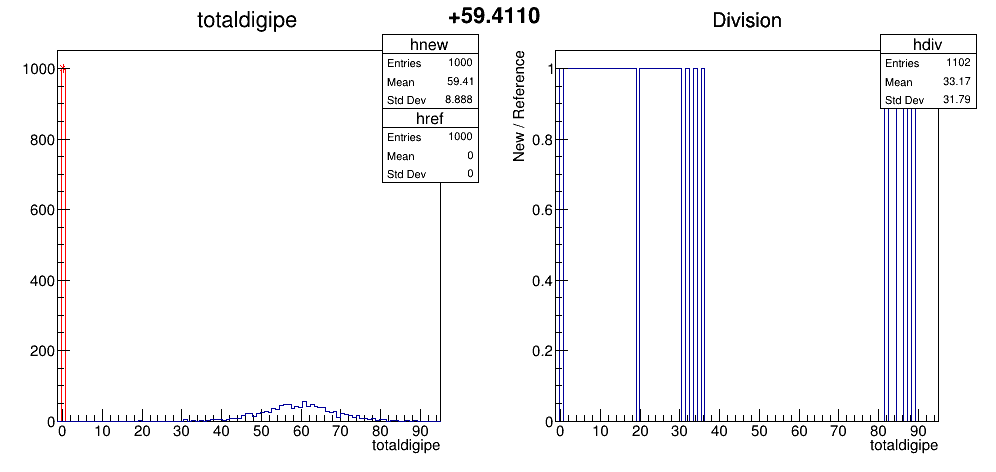 +59.4110
totaldigipe
hnew
Entries 1000
Mean 59.41
Std Dev 8.888
href
Entries 1000
Mean 0
Std Dev 0
1000
800
600
400
200
0
0 10 20 30 40 50 60 70 80 90
totaldigipe
Division
hdiv
Entries 1102
Mean 33.17
Std Dev 31.79
New / Reference
1
0.8
0.6
0.4
0.2
0
0 10 20 30 40 50 60 70 80 90
totaldigipe